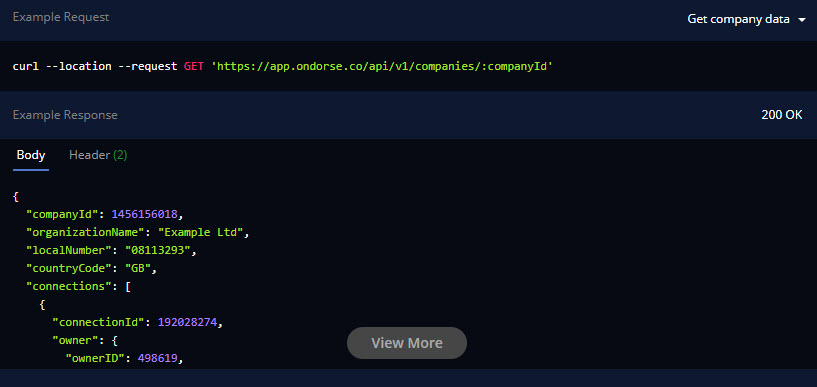 Example Request
Get company data
curl --location --request GET 'https://app.ondorse.co/api/v1/companies/:companyId'
Example Response
200 OK
Body
Header (2)
{
"companyId": 1456156018,
"organizationName": "Example Ltd",
"localNumber": "08113293",
"countryCode": "GB",
"connections": [
{
"connectionId": 192028274,
"owner": {
"ownerID": 498619,
View More